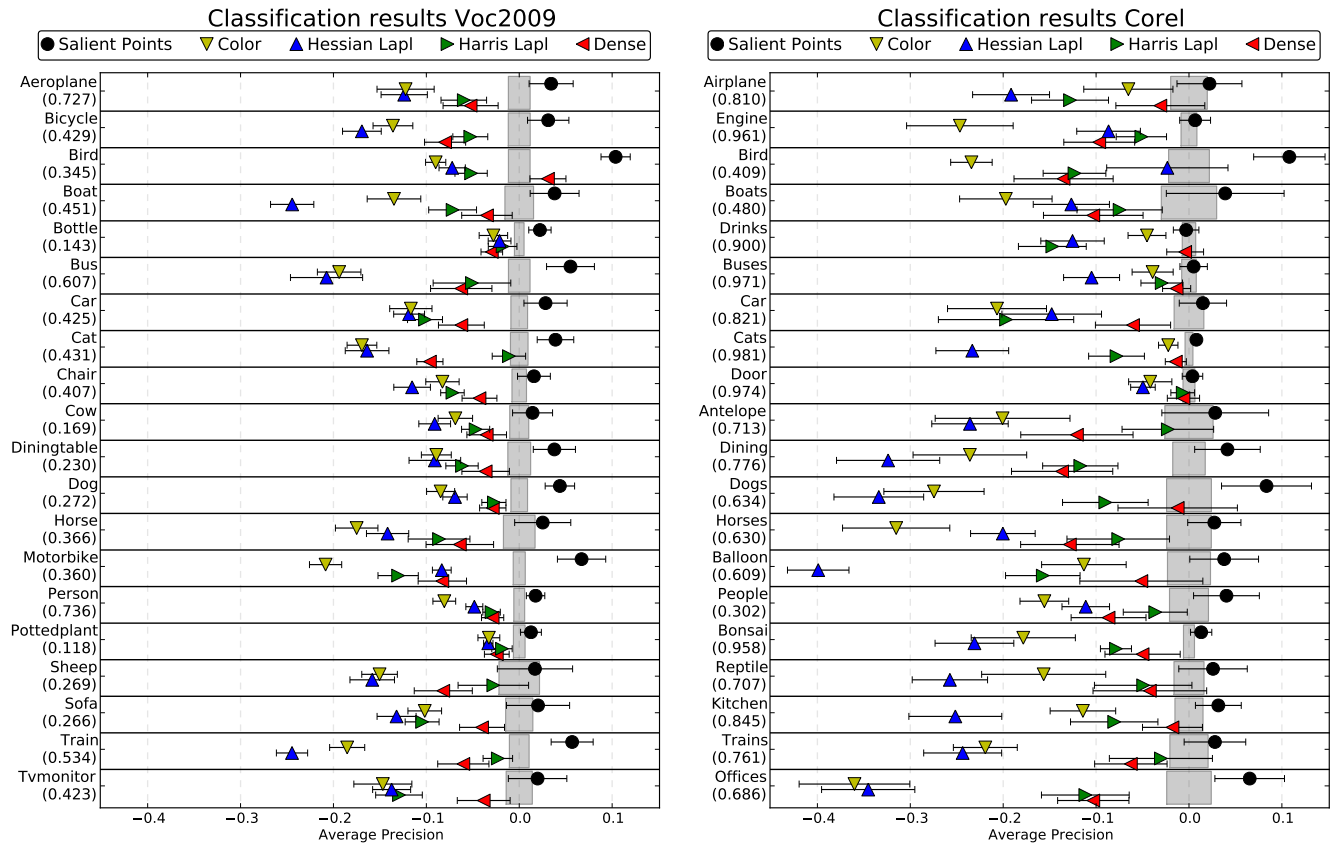 Classification results Voc2009
Salient Points Color Hessian Lapl Harris Lapl Dense
Aeroplane
(0.727)
Bicycle
(0.429)
Bird
(0.345)
Boat
(0.451)
Bottle
(0.143)
Bus
(0.607)
Car
(0.425)
Cat
(0.431)
Chair
(0.407)
Cow
(0.169)
Diningtable
(0.230)
Dog
(0.272)
Horse
(0.366)
Motorbike
(0.360)
Person
(0.736)
Pottedplant
(0.118)
Sheep
(0.269)
Sofa
(0.266)
Train
(0.534)
Tvmonitor
(0.423)
−0.4 −0.3 −0.2 −0.1 0.0 0.1
Average Precision
Classification results Corel
Salient Points Color Hessian Lapl Harris Lapl Dense
Airplane
(0.810)
Engine
(0.961)
Bird
(0.409)
Boats
(0.480)
Drinks
(0.900)
Buses
(0.971)
Car
(0.821)
Cats
(0.981)
Door
(0.974)
Antelope
(0.713)
Dining
(0.776)
Dogs
(0.634)
Horses
(0.630)
Balloon
(0.609)
People
(0.302)
Bonsai
(0.958)
Reptile
(0.707)
Kitchen
(0.845)
Trains
(0.761)
Offices
(0.686)
−0.4 −0.3 −0.2 −0.1 0.0 0.1
Average Precision